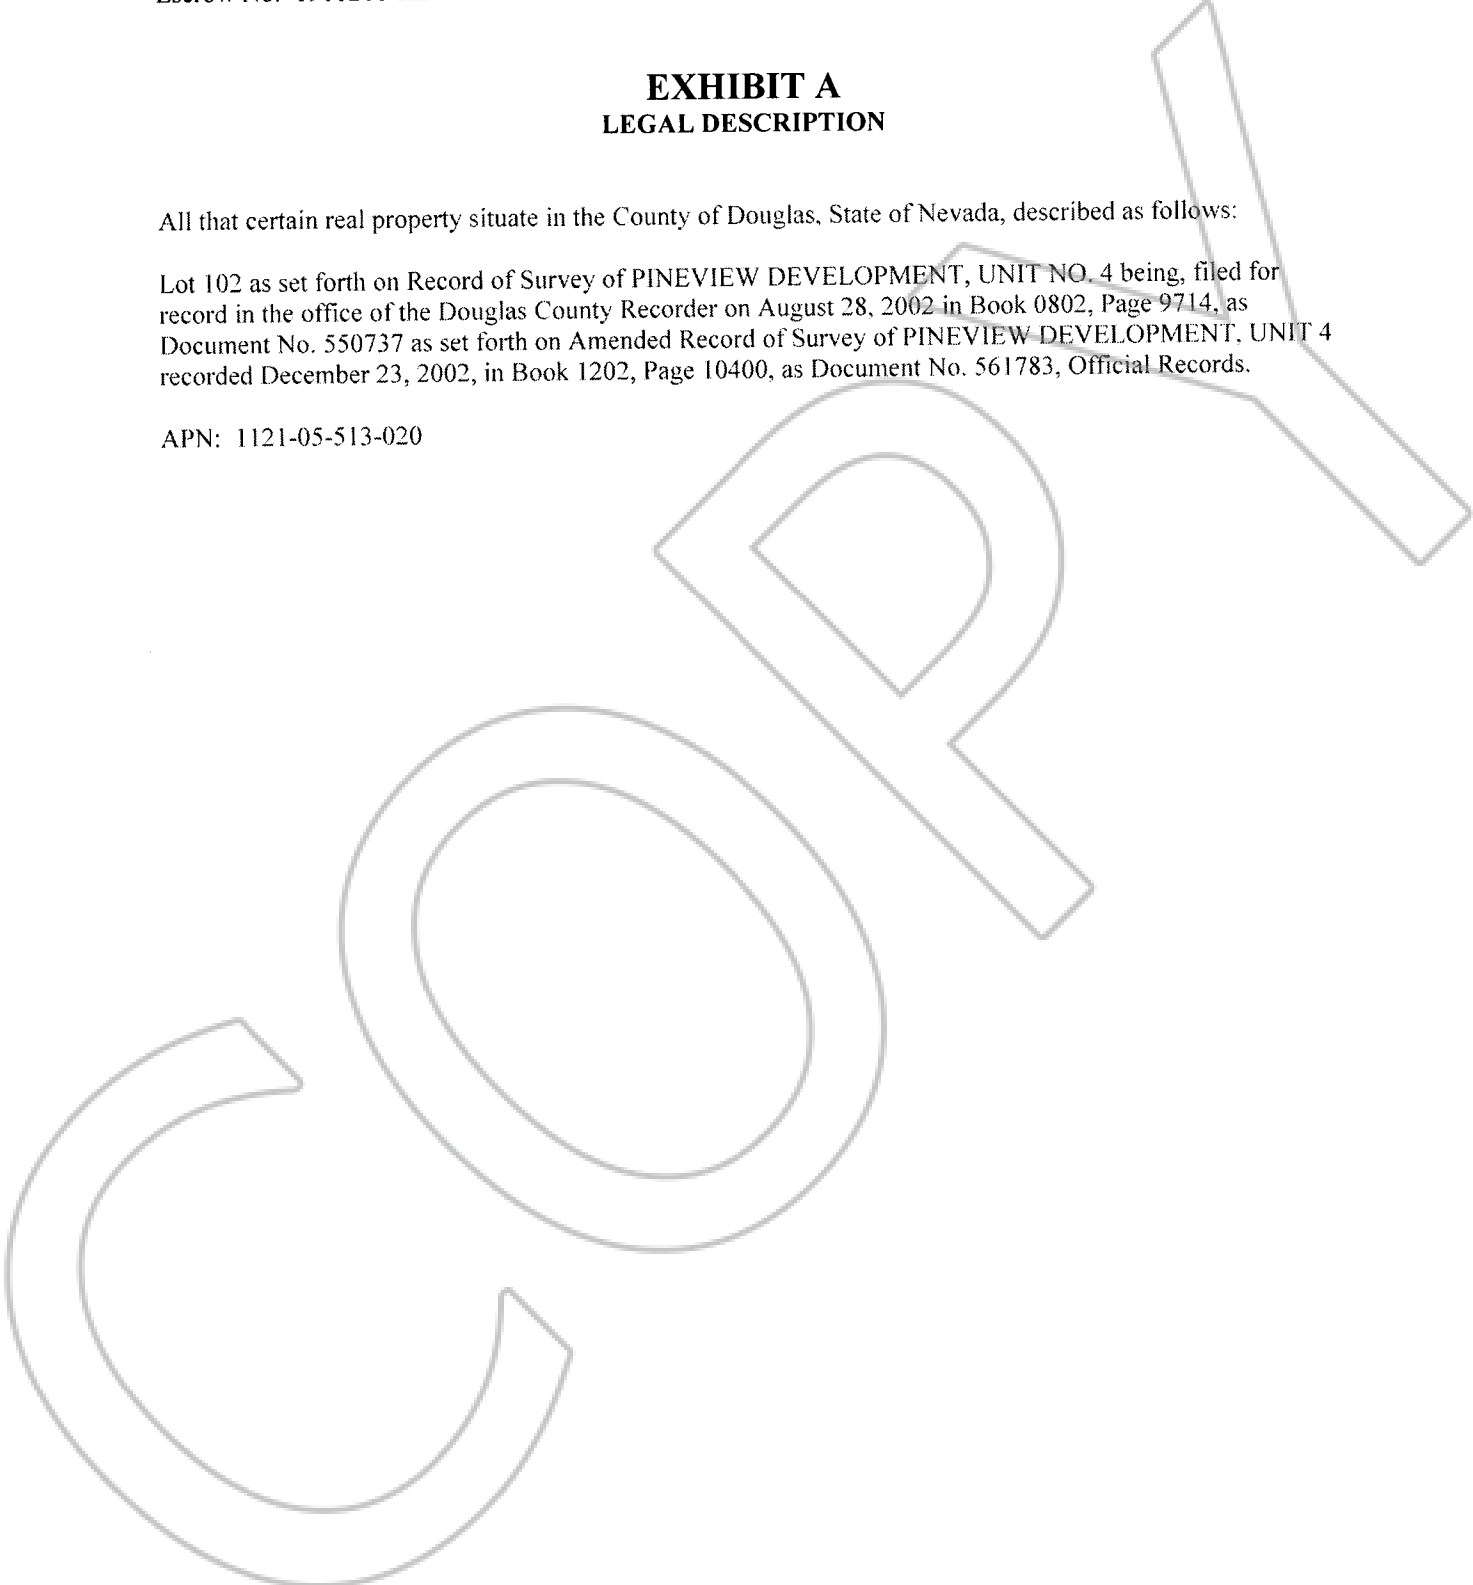 EXHIBIT A
LEGAL DESCRIPTION
All that certain real property situate in the County of Douglas, State of Nevada, described as follows:
Lot 102 as set forth on Record of Survey of PINEVIEW DEVELOPMENT, UNIT NO. 4 being, filed for
record in the office of the Douglas County Recorder on August 28, 2002 in Book 0802, Page 9714, as
Document No. 550737 as set forth on Amended Record of Survey of PINEVIEW DEVELOPMENT, UNIT 4
recorded December 23, 2002, in Book 1202, Page 10400, as Document No. 561783, Official Records.
APN: 1121-05-513-020
COPY